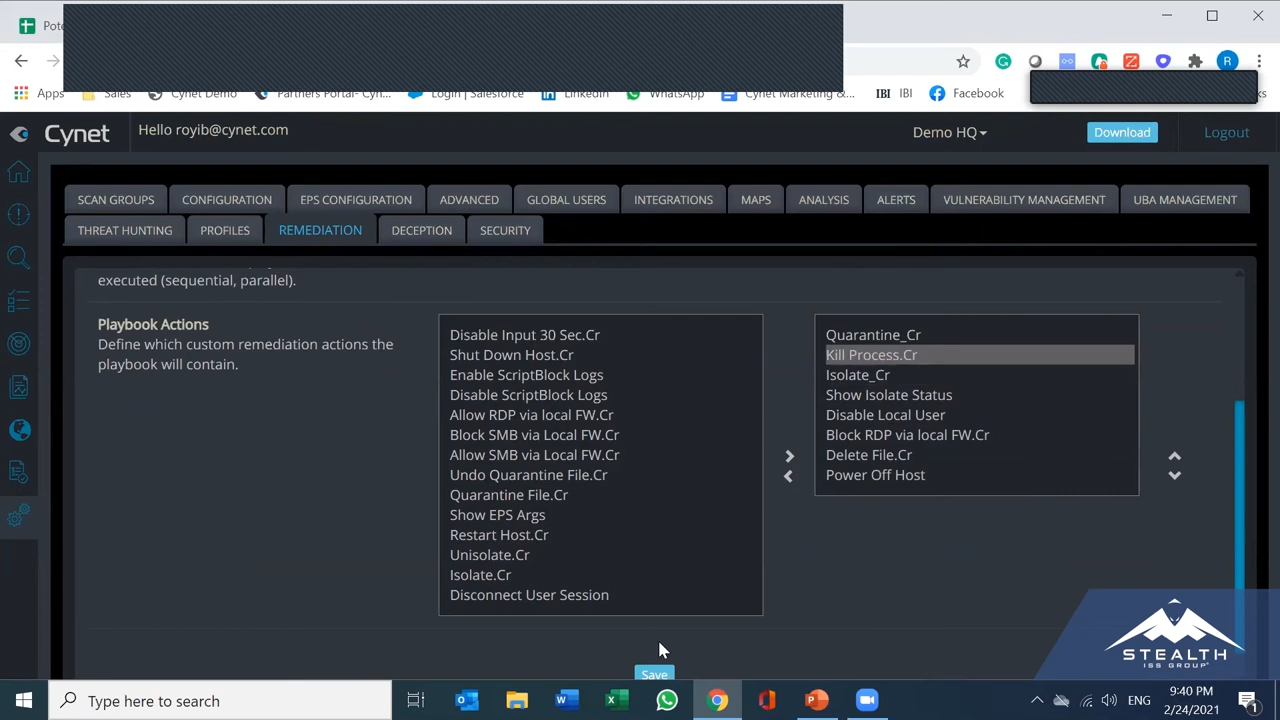 Pote
Apps Sales Cynet Demo Partners Portal- Cyn... Login | Salesforce LinkedIn WhatsApp Cynet Marketing &... IBI IBI Facebook
R
Cynet Hello royib@cynet.com Demo HQ Download Logout
SCAN GROUPS CONFIGURATION EPS CONFIGURATION ADVANCED GLOBAL USERS INTEGRATIONS MAPS ANALYSIS ALERTS VULNERABILITY MANAGEMENT UBA MANAGEMENT
THREAT HUNTING PROFILES REMEDIATION DECEPTION SECURITY
executed (sequential, parallel).
Playbook Actions
Define which custom remediation actions the
playbook will contain.
Disable Input 30 Sec.Cr
Shut Down Host.Cr
Enable ScriptBlock Logs
Disable ScriptBlock Logs
Allow RDP via local FW.Cr
Block SMB via Local FW.Cr
Allow SMB via Local FW.Cr
Undo Quarantine File.Cr
Quarantine File.Cr
Show EPS Args
Restart Host.Cr
Unisolate.Cr
Isolate.Cr
Disconnect User Session
Quarantine_Cr
Kill Process.Cr
Isolate_Cr
Show Isolate Status
Disable Local User
Block RDP via local FW.Cr
Delete File.Cr
Power Off Host
Save
STEALTH
ISS GROUP®
Type here to search
ENG
9:40 PM
2/24/2021
1